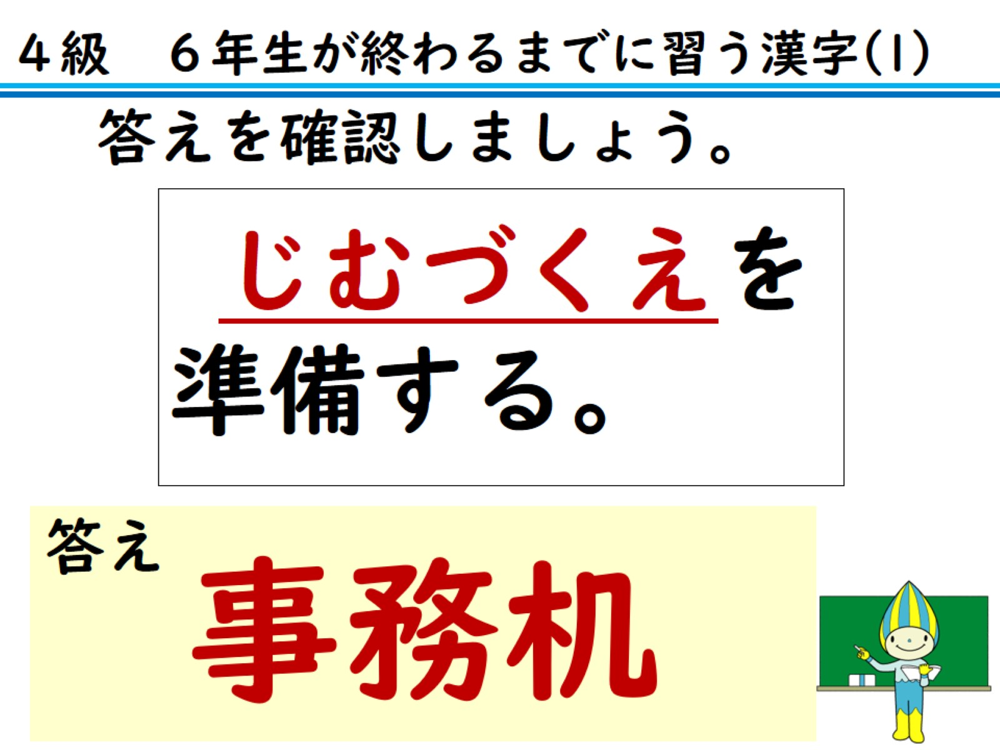 ４級　６年生が終わるまでに習う漢字(1)
答えを確認しましょう。
じむづくえを
準備する。
答え
事務机